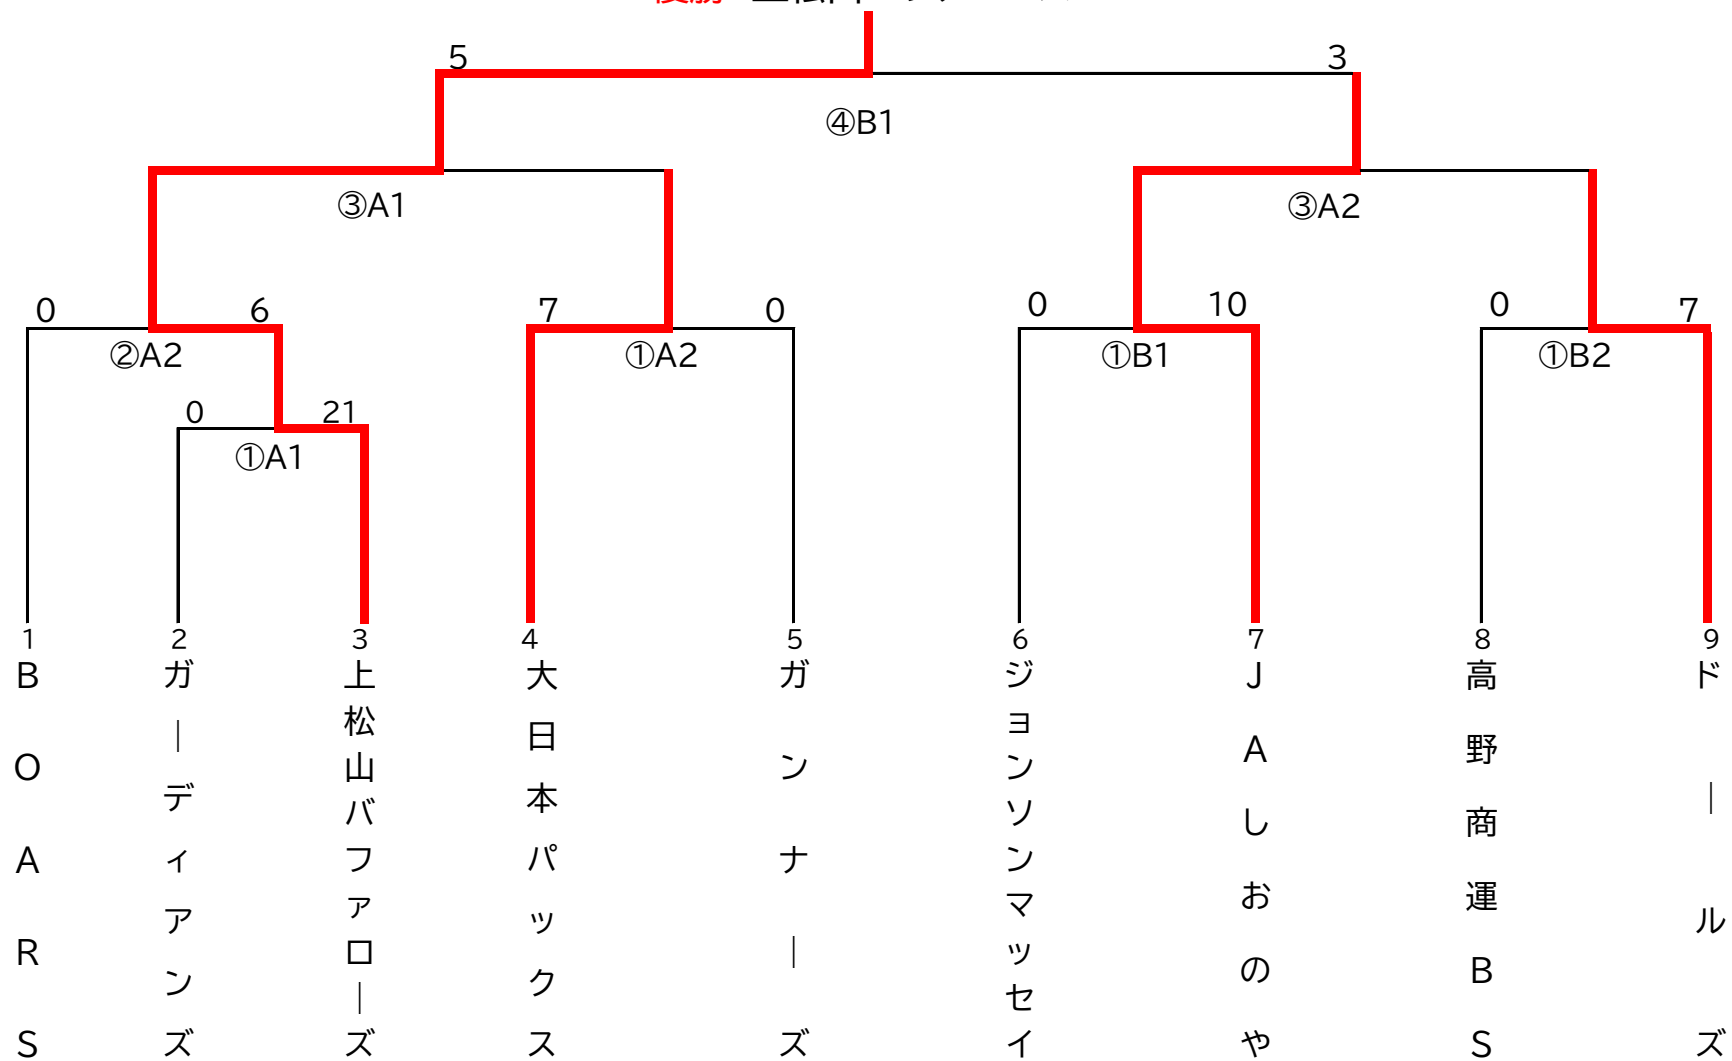 5 3
④B1
③A1 ③A2
0 6 7 0 0 10 0 7
②A2 ①A2 ①B1 ①B2
0 21
①A1
1 2 3 4 5 6 7 8 9
BOARS
ガーディアンズ
上松山バファローズ
大日本パックス
ガンナーズ
ジョンソンマッセイ
JAしおのや
高野商運BS
ドールズ